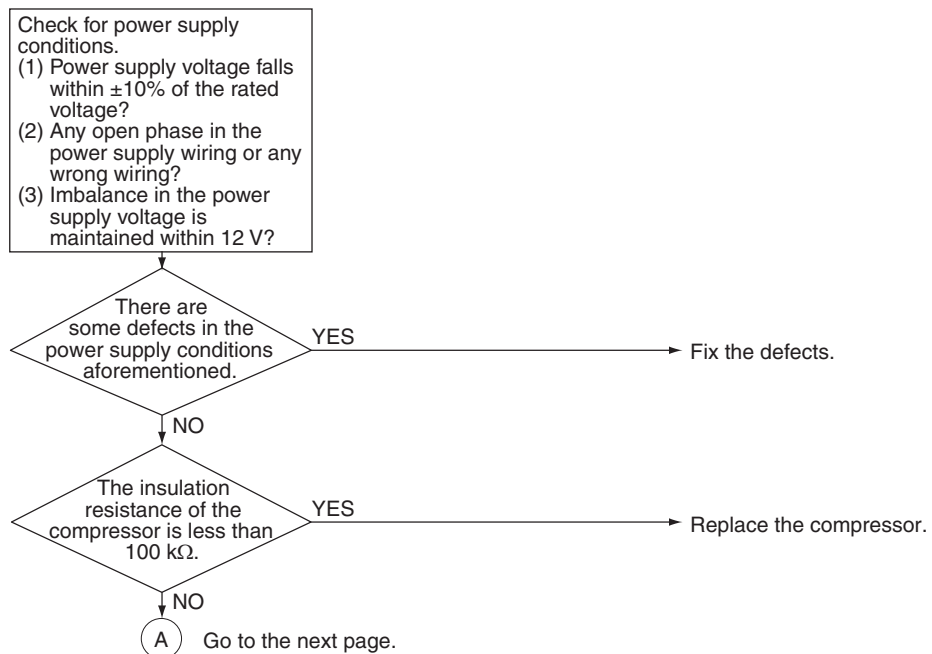 Check for power supply
conditions.
(1) Power supply voltage falls
within ±10% of the rated
voltage?
(2) Any open phase in the
power supply wiring or any
wrong wiring?
(3) Imbalance in the power
supply voltage is
maintained within 12 V?
There are
some defects in the
power supply conditions
aforementioned.
YES
Fix the defects.
NO
The insulation
resistance of the
compressor is less than
100 kΩ.
YES
Replace the compressor.
NO
A
Go to the next page.